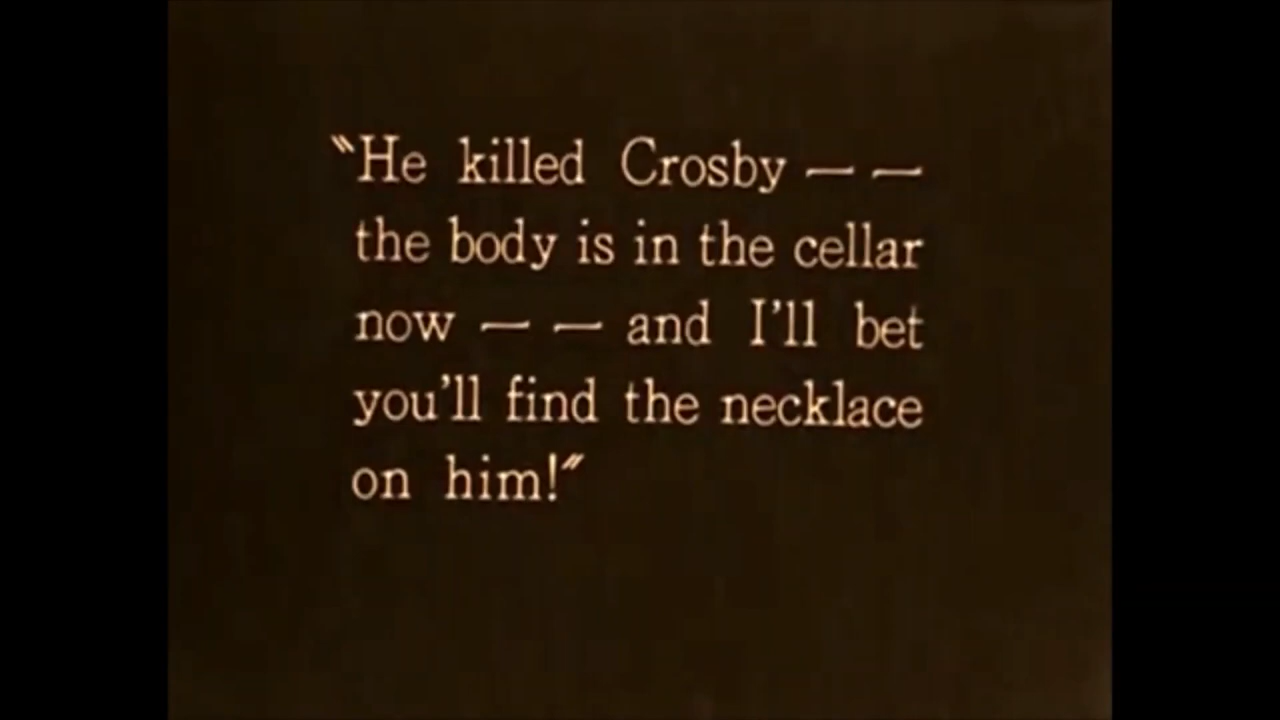 "He killed Crosby — —
the body is in the cellar
now — — and I'll bet
you'll find the necklace
on him!"